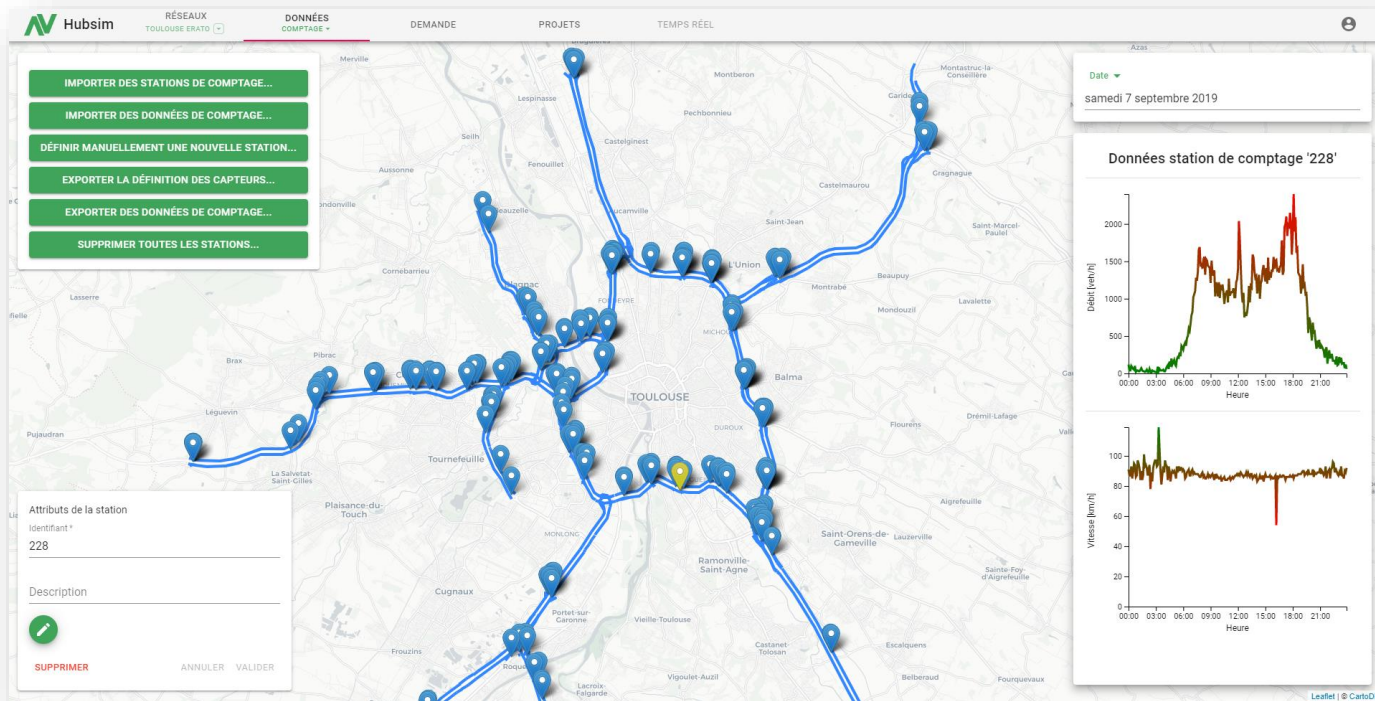 Hubsim
RÉSEAUX
TOULOUSE ERATO
DONNÉES
COMPTAGE
DEMANDE
PROJETS
TEMPS RÉEL
IMPORTER DES STATIONS DE COMPTAGE...
IMPORTER DES DONNÉES DE COMPTAGE...
DÉFINIR MANUELLEMENT UNE NOUVELLE STATION...
EXPORTER LA DÉFINITION DES CAPTEURS...
EXPORTER DES DONNÉES DE COMPTAGE...
SUPPRIMER TOUTES LES STATIONS...
Attributs de la station
Identifiant *
228
Description
SUPPRIMER
ANNULER
VALIDER
Date
samedi 7 septembre 2019
Données station de comptage '228'
Débit [veh/h]
2000
1500
1000
500
0
00:00 03:00 06:00 09:00 12:00 15:00 18:00 21:00
Heure
Vitesse [km/h]
100
80
60
40
20
0
00:00 03:00 06:00 09:00 12:00 15:00 18:00 21:00
Heure
Merville
Montberon
Azas
Montastruc-la-
Conseillère
Lespinasse
Pechbonnieu
Seilh
Castelginest
Fenouillet
Aussonne
Gragnague
Castelmaurou
Saint-Jean
Saint-Marcel-
Paulel
L'Union
Cornebarrieu
Beaupuy
Montrabé
Lavalette
Lasserre
Mondouzil
Pibrac
Brax
Balma
Léguevin
TOULOUSE
Drémil-Lafage
Flourens
DUROUX
Pujaudran
Tournefeuille
La Salvetat-
Saint-Gilles
Plaisance-du-
Touch
Aigrefeuille
MONLONG
Saint-Orens-de-
Gameville
Lauzerville
Ramonville-
Saint-Agne
Sainte-Foy-
d'Aigrefeuille
Cugnaux
Portet-sur-
Garonne
Vieille-Toulouse
Frouzins
Castanet-
Tolosan
Escalquens
Vigoulet-Auzil
Lacroix-
Falgarde
Belberaud
Fourquevaux
Leaflet | © CartoD